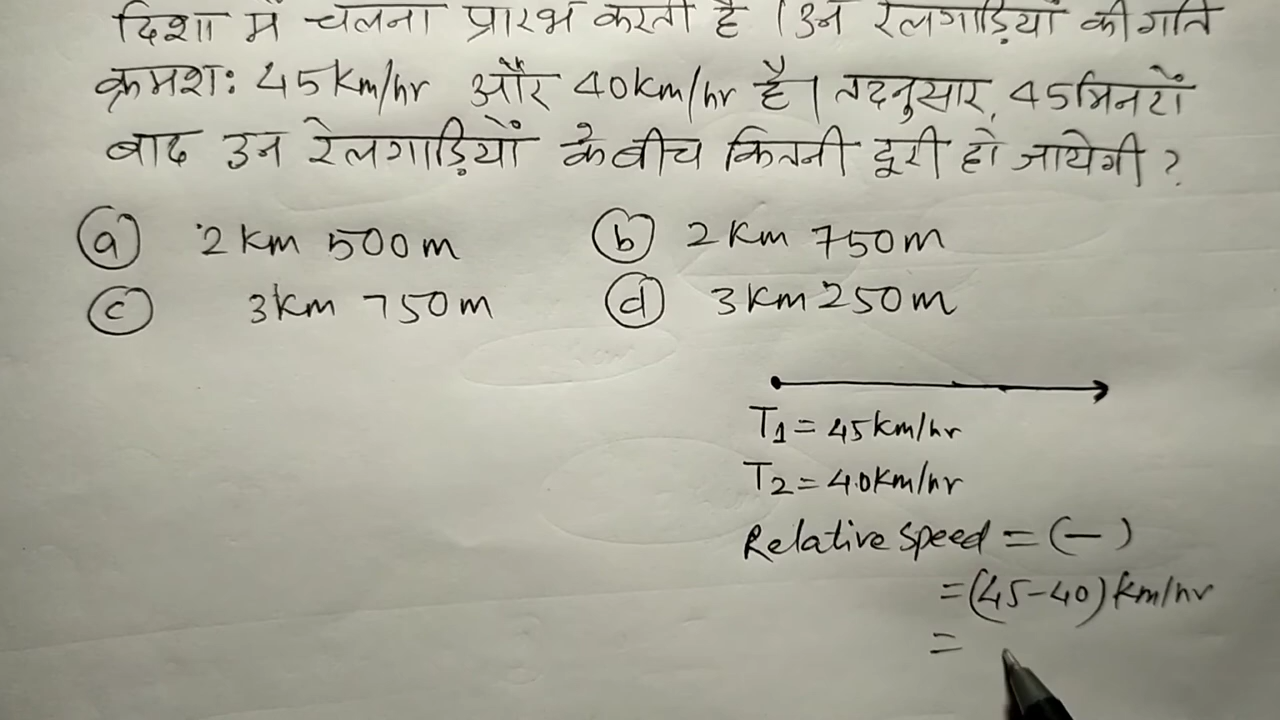 दिशा में चलना प्रारंभ करती है । उन रेलगाड़ियों की गति
क्रमश: 45km/hr और 40km/hr है । तदनुसार, 45मिनटों
बाद उन रेलगाड़ियों के बीच कितनी दूरी हो जायेगी ?
(a) 2km 500m (b) 2km 750m
(c) 3km 750m (d) 3km 250m
T1 = 45km/hr
T2 = 40km/hr
Relative speed = (–)
= (45-40) km/hr
=